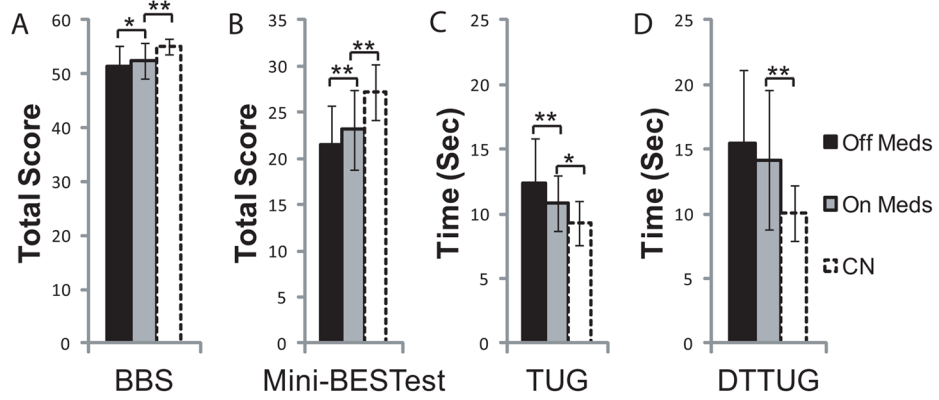 A
Total Score
60
50
40
30
20
10
0
*
**
BBS
B
Total Score
35
30
25
20
15
10
5
0
**
**
Mini-BESTest
C
Time (Sec)
25
20
15
10
5
0
**
*
TUG
D
Time (Sec)
25
20
15
10
5
0
**
DTTUG
Off Meds
On Meds
CN